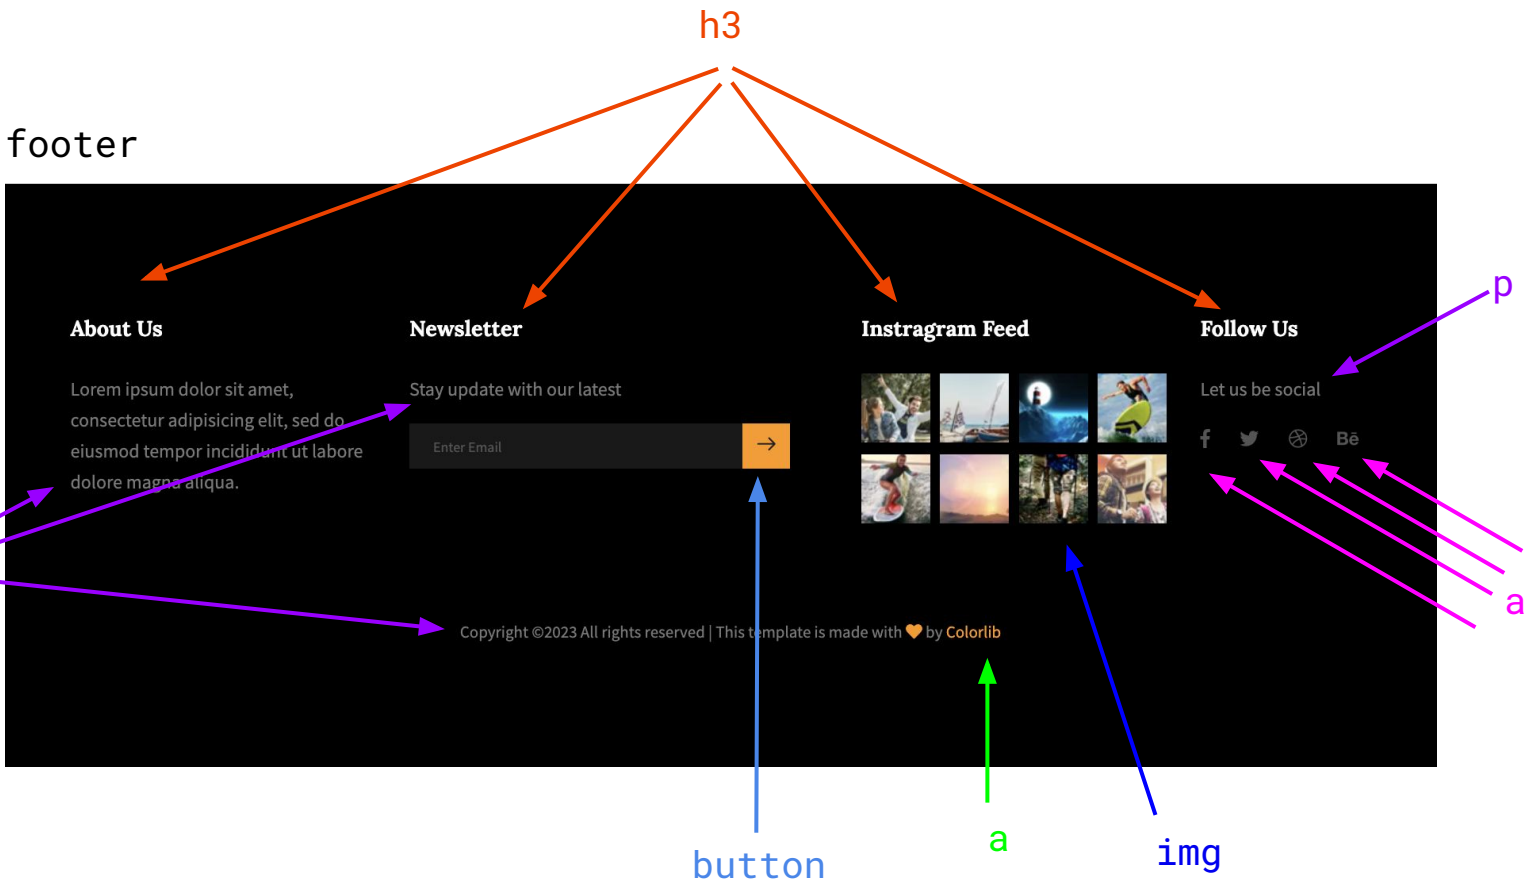 h3
footer
p
About Us
Newsletter
Instragram Feed
Follow Us
Lorem ipsum dolor sit amet,
consectetur adipisicing elit, sed do
eiusmod tempor incididunt ut labore
dolore magna aliqua.
Stay update with our latest
Enter Email
Let us be social
Bē
a
Copyright ©2023 All rights reserved | This template is made with by Colorlib
button
a
img